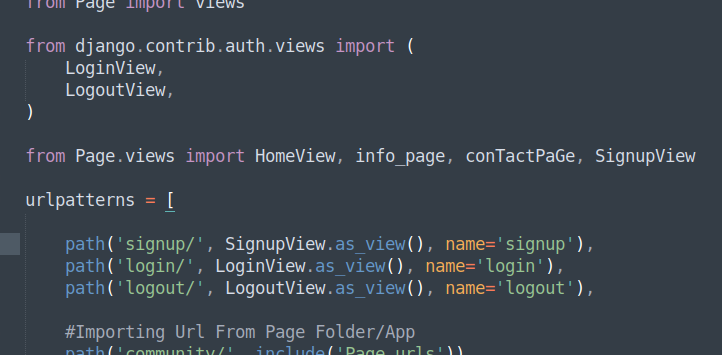 from Page import views
from django.contrib.auth.views import (
LoginView,
LogoutView,
)
from Page.views import HomeView, info_page, conTactPaGe, SignupView
urlpatterns = [
path('signup/', SignupView.as_view(), name='signup'),
path('login/', LoginView.as_view(), name='login'),
path('logout/', LogoutView.as_view(), name='logout'),
#Importing Url From Page Folder/App
path('community/', include('Page.urls'))